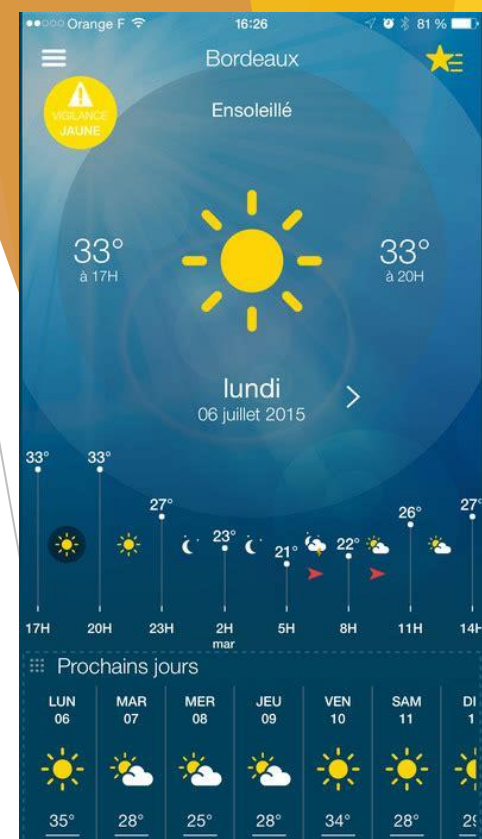 Orange F 16:26 81 %
Bordeaux
VIGILANCE
JAUNE
Ensoleillé
33° 33°
à 17H à 20H
lundi
06 juillet 2015
33° 33° 27° 23° 21° 22° 26° 27°
17H 20H 23H 2H 5H 8H 11H 14H
mar
Prochains jours
LUN MAR MER JEU VEN SAM
06 07 08 09 10 11
35° 28° 25° 28° 34° 28°